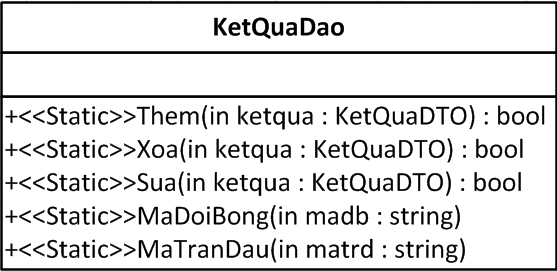 KetQuaDao
+<<Static>>Them(in ketqua : KetQuaDTO) : bool
+<<Static>>Xoa(in ketqua : KetQuaDTO) : bool
+<<Static>>Sua(in ketqua : KetQuaDTO) : bool
+<<Static>>MaDoiBong(in madb : string)
+<<Static>>MaTranDau(in matrd : string)